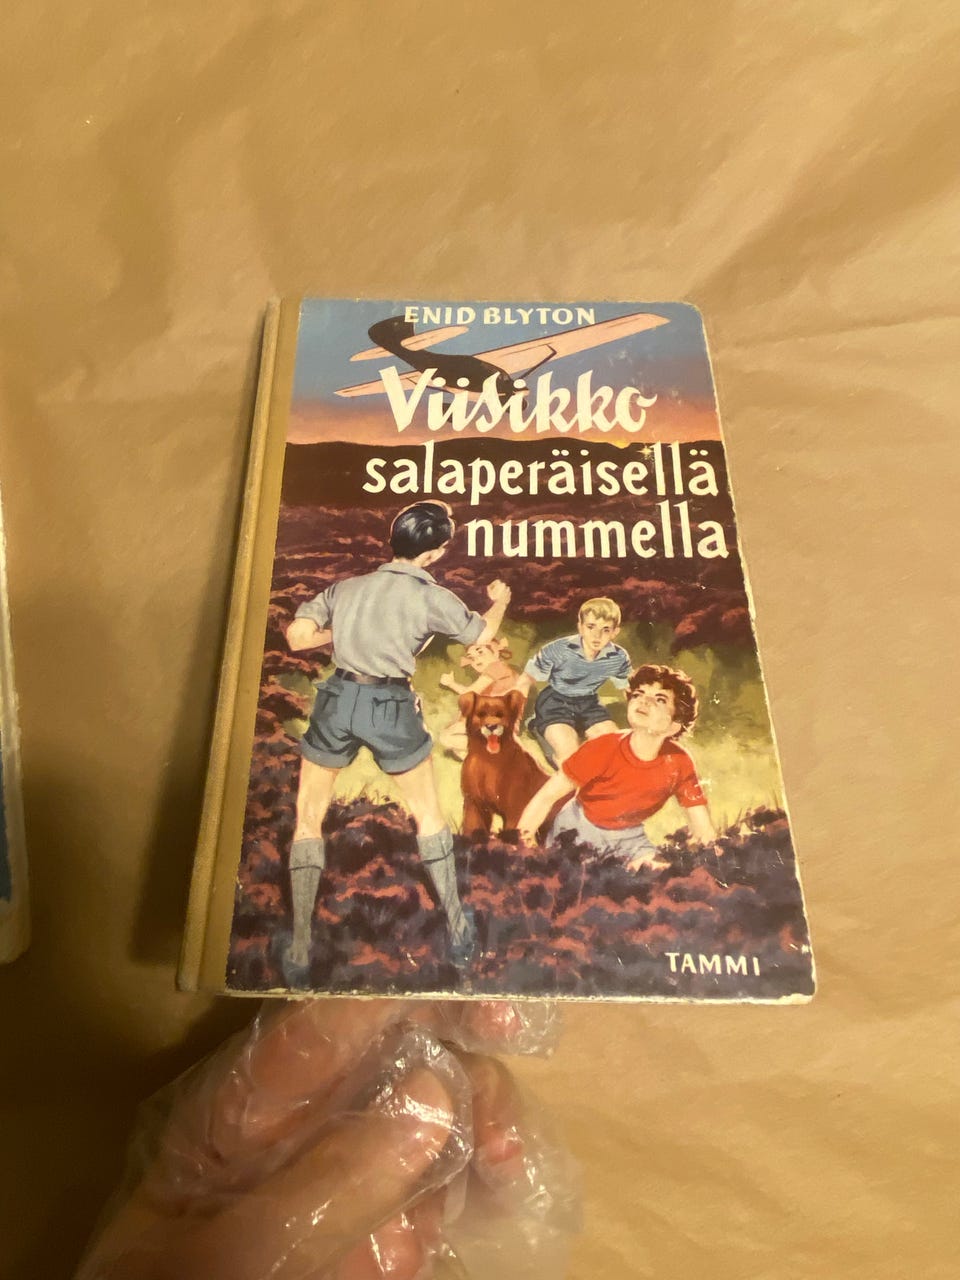 ENID BLYTON
Viisikko
salaperäisellä
nummella
TAMMI